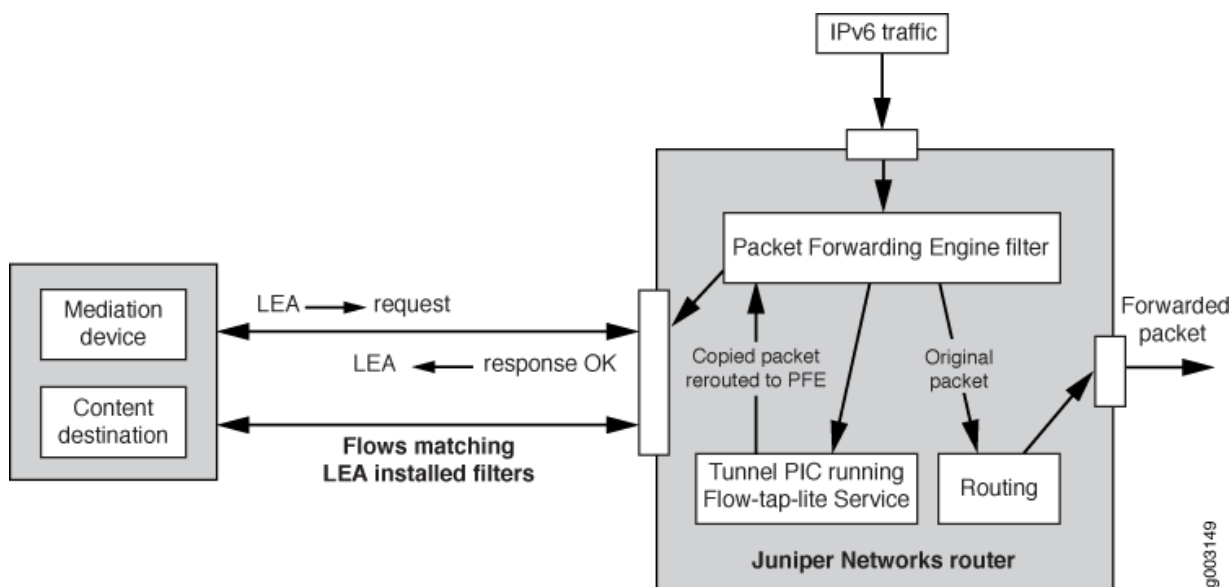 IPv6 traffic
Packet Forwarding Engine filter
Mediation
device
Content
destination
LEA request
LEA response OK
Flows matching
LEA installed filters
Copied packet
rerouted to PFE
Original
packet
Forwarded
packet
Tunnel PIC running
Flow-tap-lite Service
Routing
Juniper Networks router
g003149